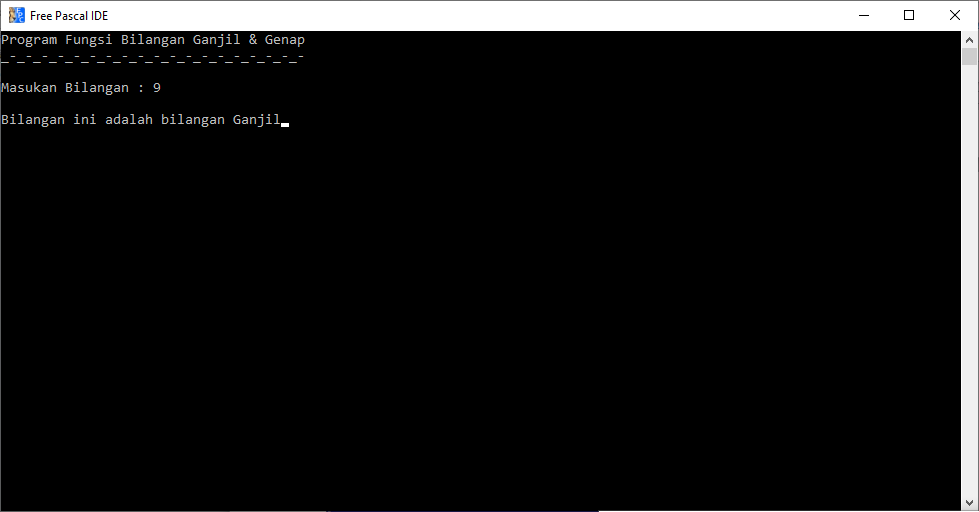 Free Pascal IDE
Program Fungsi Bilangan Ganjil & Genap
_-_-_-_-_-_-_-_-_-_-_-_-_-_-_-_-_-_-_-
Masukan Bilangan : 9
Bilangan ini adalah bilangan Ganjil